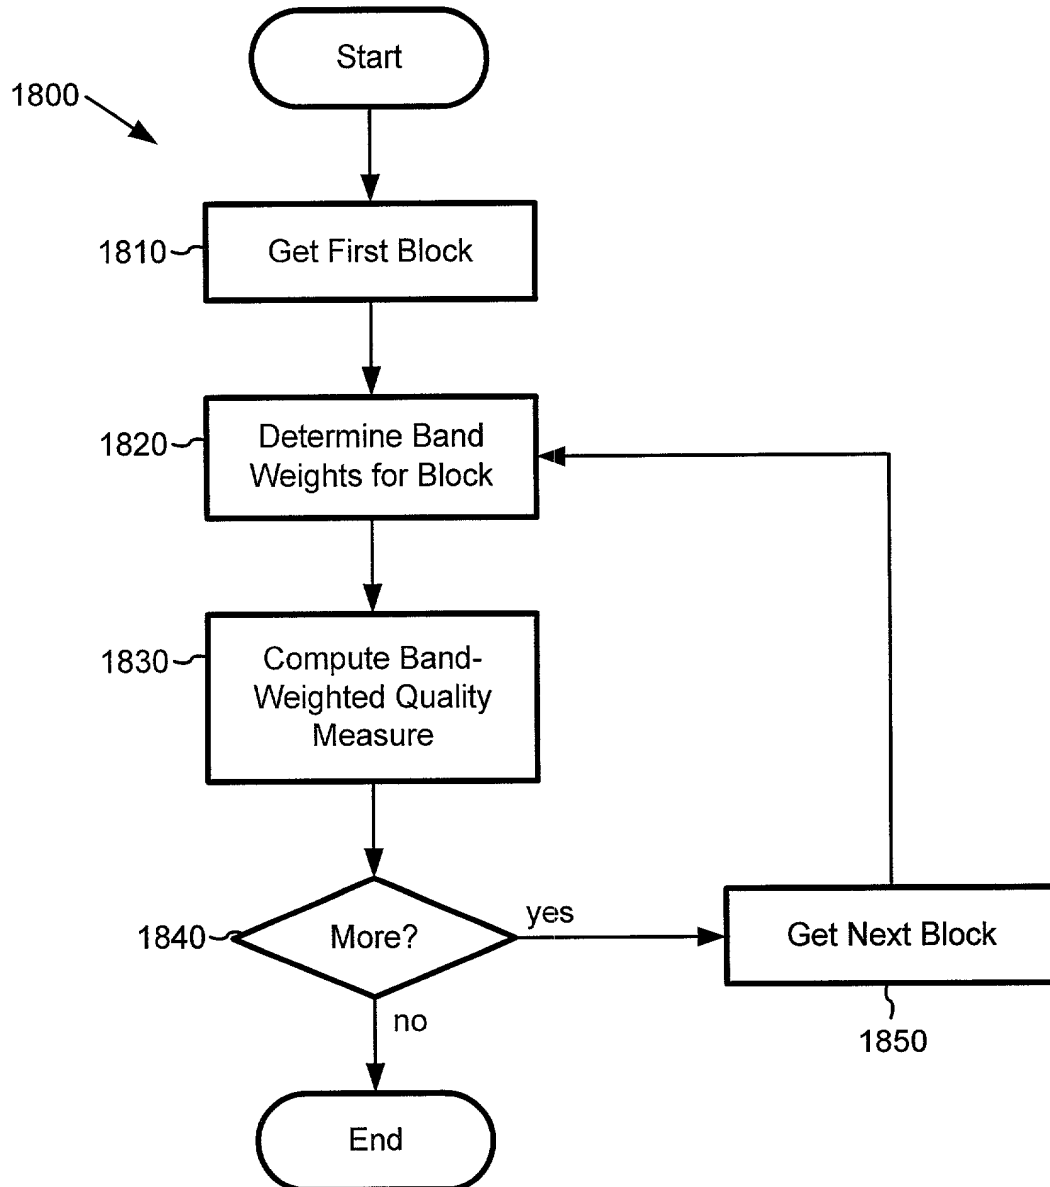 Start
1800
1810
Get First Block
1820
Determine Band
Weights for Block
1830
Compute Band-
Weighted Quality
Measure
1840
More?
yes
Get Next Block
1850
no
End